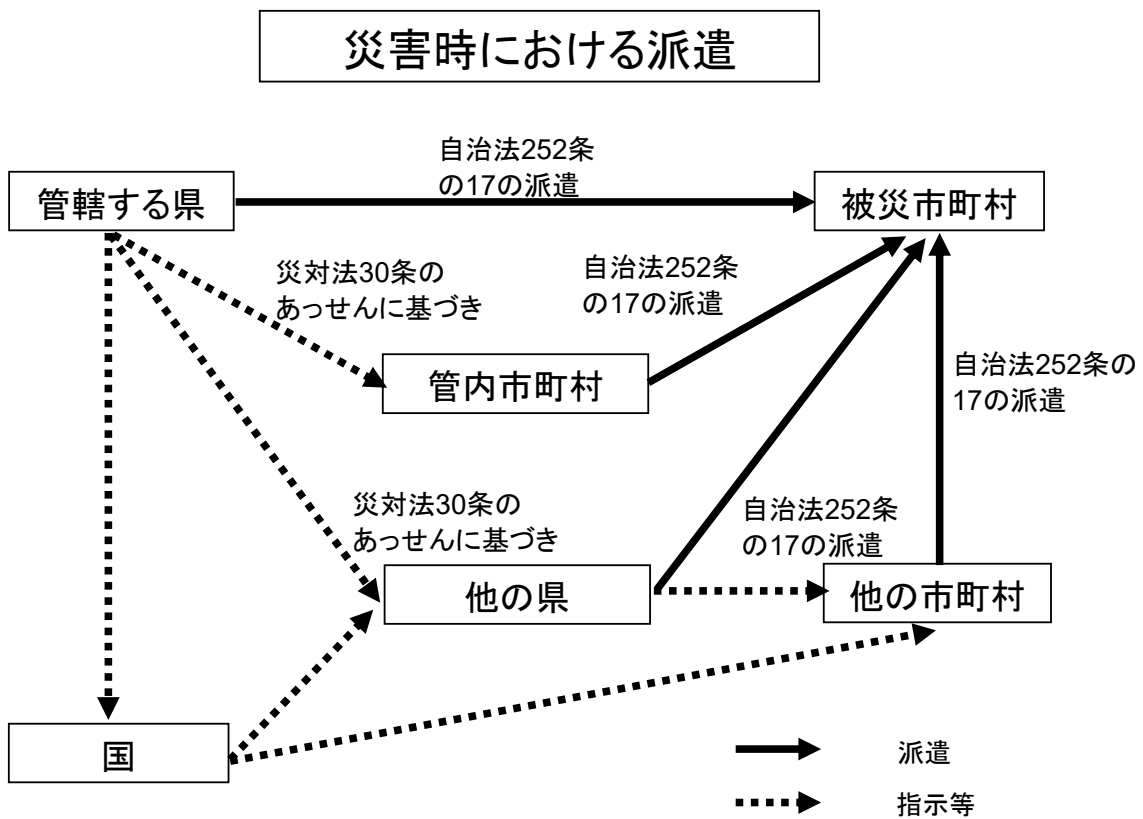 災害時における派遣
自治法252条
の17の派遣
管轄する県
被災市町村
災対法30条の
あっせんに基づき
自治法252条
の17の派遣
管内市町村
自治法252条の
17の派遣
災対法30条の
あっせんに基づき
自治法252条
の17の派遣
他の県
他の市町村
国
派遣
指示等